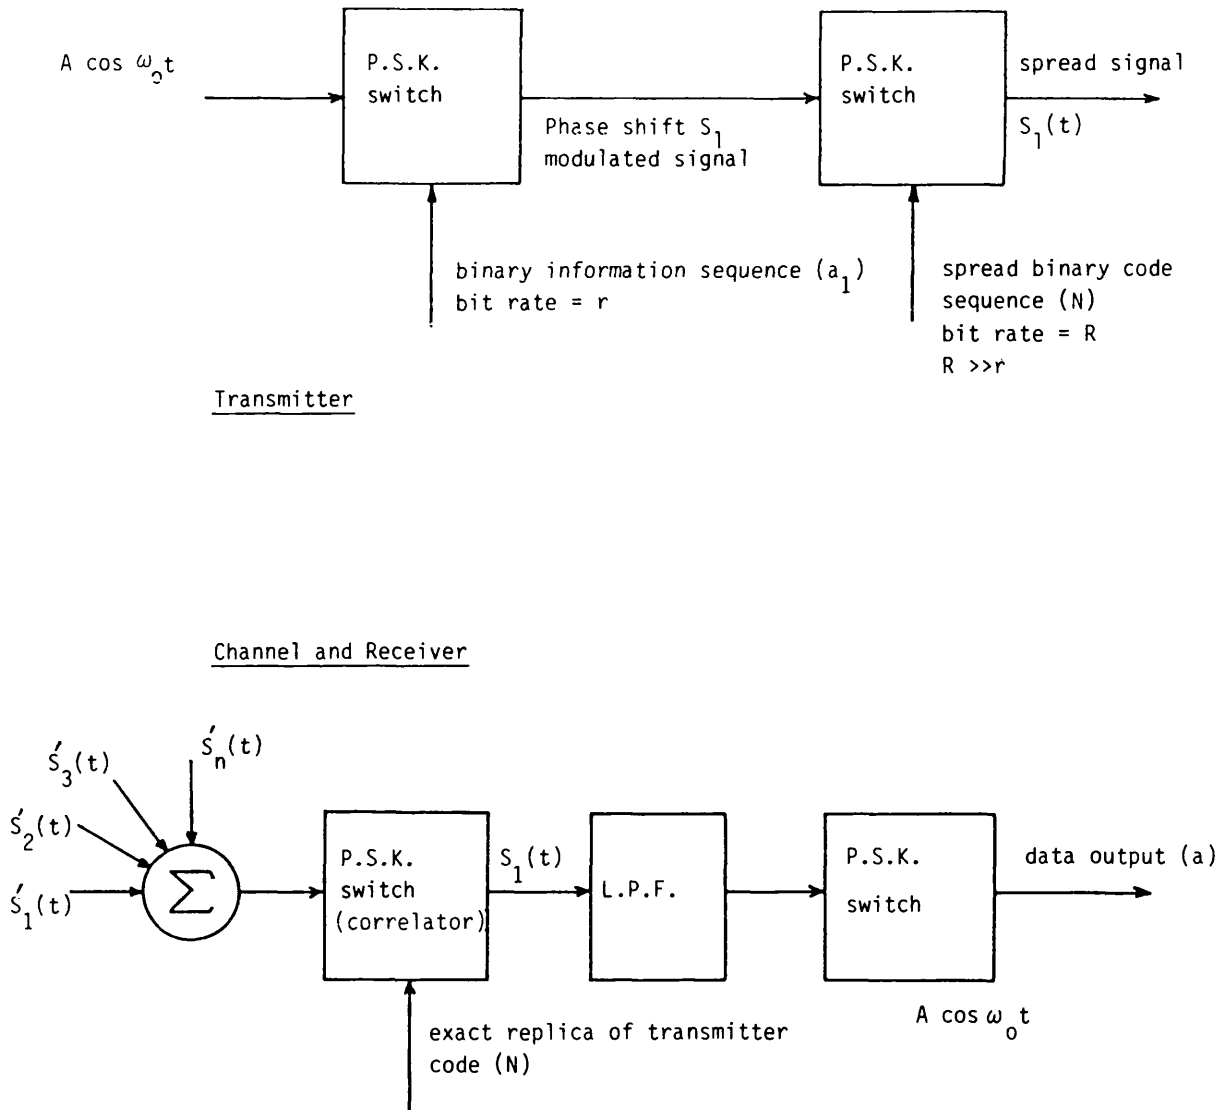 A cos ω₀t
P.S.K.
switch
Phase shift S₁
modulated signal
P.S.K.
switch
spread signal
S₁(t)
binary information sequence (a₁)
bit rate = r
spread binary code
sequence (N)
bit rate = R
R >>r
Transmitter
Channel and Receiver
S′ₙ(t)
S′₃(t)
S′₂(t)
S′₁(t)
Σ
P.S.K.
switch
(correlator)
S₁(t)
L.P.F.
P.S.K.
switch
data output (a)
A cos ω₀t
exact replica of transmitter
code (N)